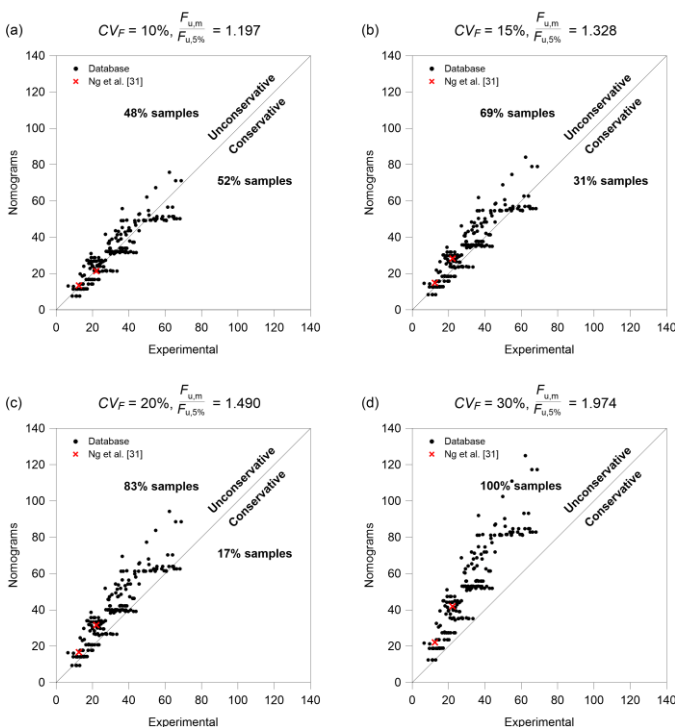 (a) CV_F = 10%, F_u,m / F_u,5% = 1.197
140
120
100
80
60
40
20
0
Nomograms
Database
Ng et al. [31]
48% samples
Unconservative
Conservative
52% samples
0 20 40 60 80 100 120 140
Experimental
(b) CV_F = 15%, F_u,m / F_u,5% = 1.328
140
120
100
80
60
40
20
0
Nomograms
Database
Ng et al. [31]
69% samples
Unconservative
Conservative
31% samples
0 20 40 60 80 100 120 140
Experimental
(c) CV_F = 20%, F_u,m / F_u,5% = 1.490
140
120
100
80
60
40
20
0
Nomograms
Database
Ng et al. [31]
83% samples
Unconservative
Conservative
17% samples
0 20 40 60 80 100 120 140
Experimental
(d) CV_F = 30%, F_u,m / F_u,5% = 1.974
140
120
100
80
60
40
20
0
Nomograms
Database
Ng et al. [31]
100% samples
Unconservative
Conservative
0 20 40 60 80 100 120 140
Experimental